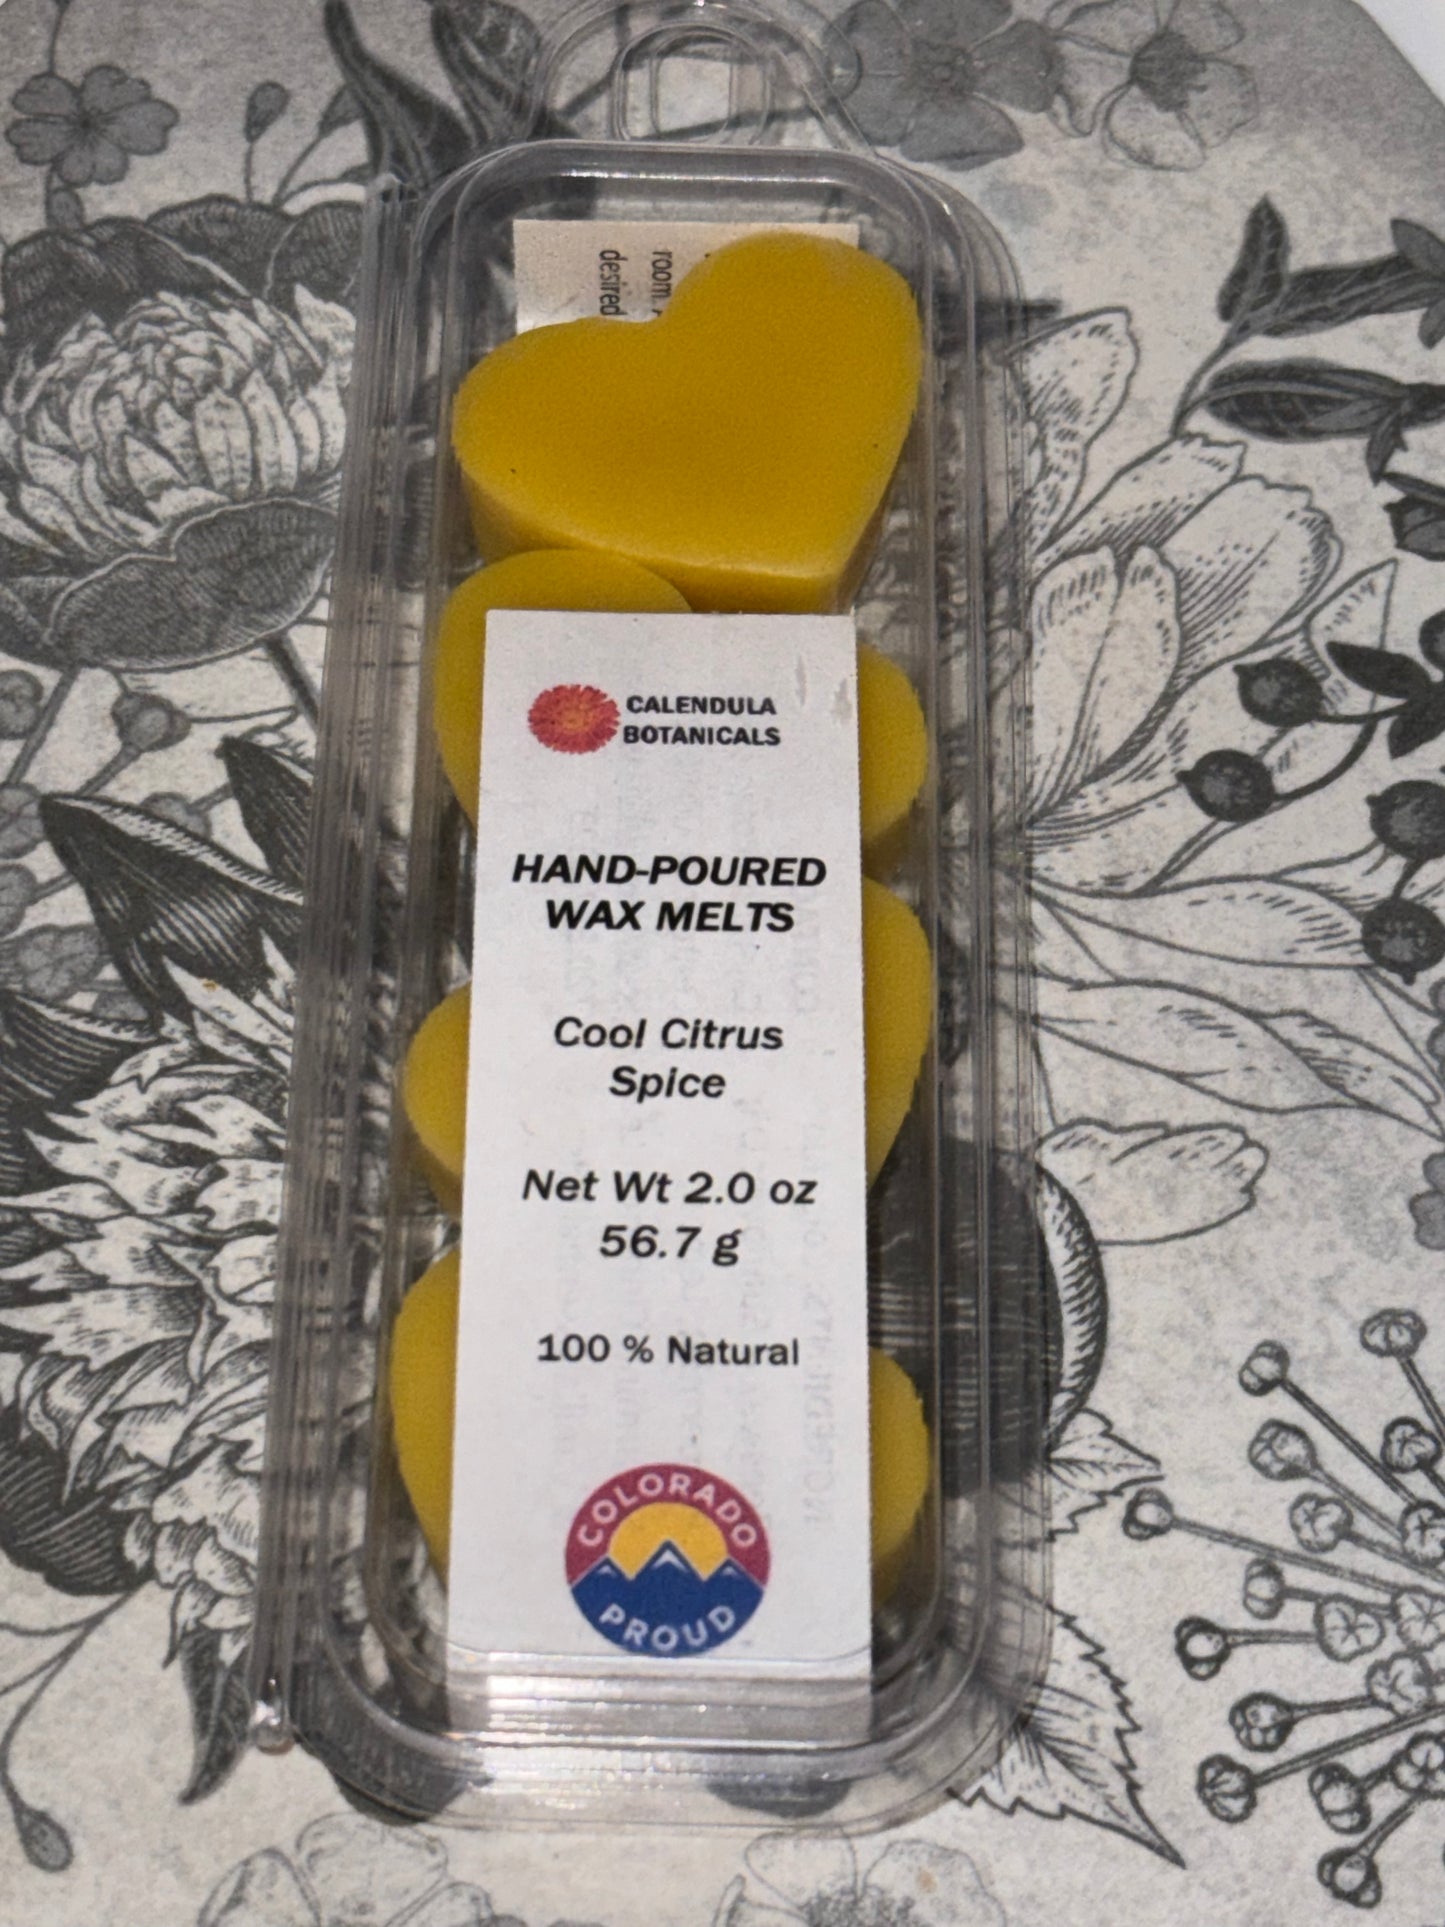 room.
desired
CALENDULA
BOTANICALS
HAND-POURED
WAX MELTS
Cool Citrus
Spice
Net Wt 2.0 oz
56.7 g
100 % Natural
COLORADO
PROUD